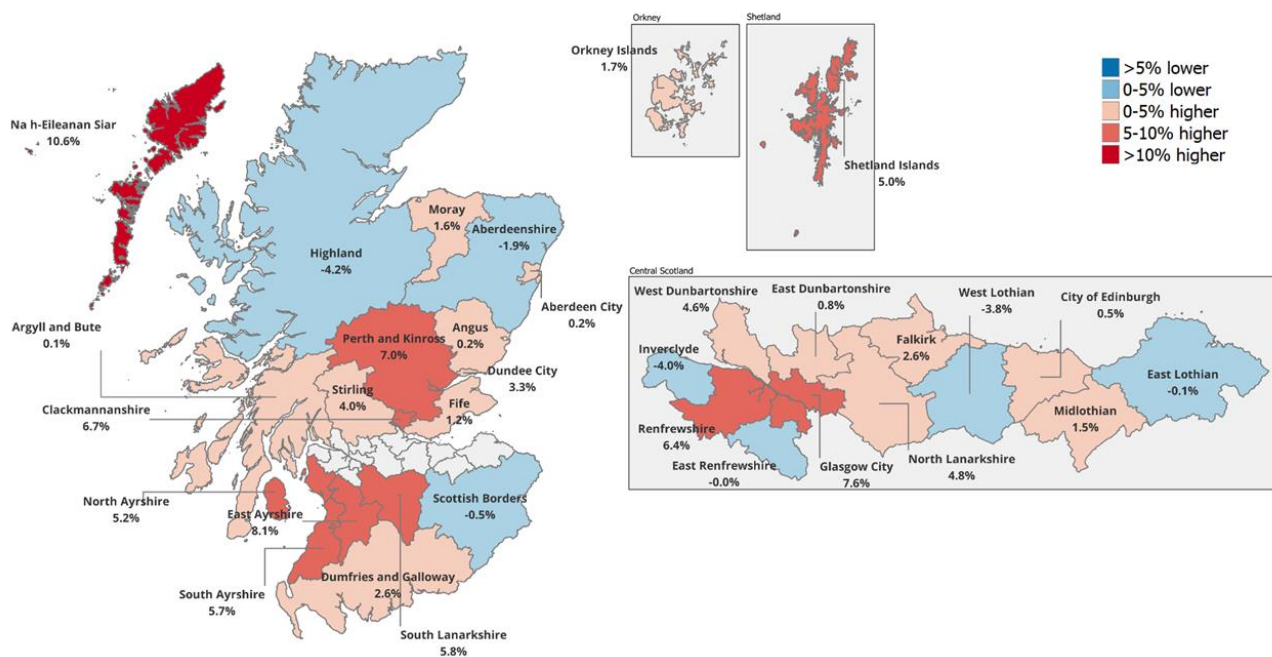 Orkney
Orkney Islands
1.7%
Shetland
Shetland Islands
5.0%
>5% lower
0-5% lower
0-5% higher
5-10% higher
>10% higher
Na h-Eileanan Siar
10.6%
Highland
-4.2%
Moray
1.6%
Aberdeenshire
-1.9%
Aberdeen City
0.2%
Argyll and Bute
0.1%
Perth and Kinross
7.0%
Angus
0.2%
Dundee City
3.3%
Stirling
4.0%
Fife
1.2%
Clackmannanshire
6.7%
North Ayrshire
5.2%
East Ayrshire
8.1%
Scottish Borders
-0.5%
South Ayrshire
5.7%
Dumfries and Galloway
2.6%
South Lanarkshire
5.8%
Central Scotland
West Dunbartonshire
4.6%
East Dunbartonshire
0.8%
West Lothian
-3.8%
City of Edinburgh
0.5%
Inverclyde
-4.0%
Falkirk
2.6%
East Lothian
-0.1%
Midlothian
1.5%
Renfrewshire
6.4%
East Renfrewshire
-0.0%
Glasgow City
7.6%
North Lanarkshire
4.8%